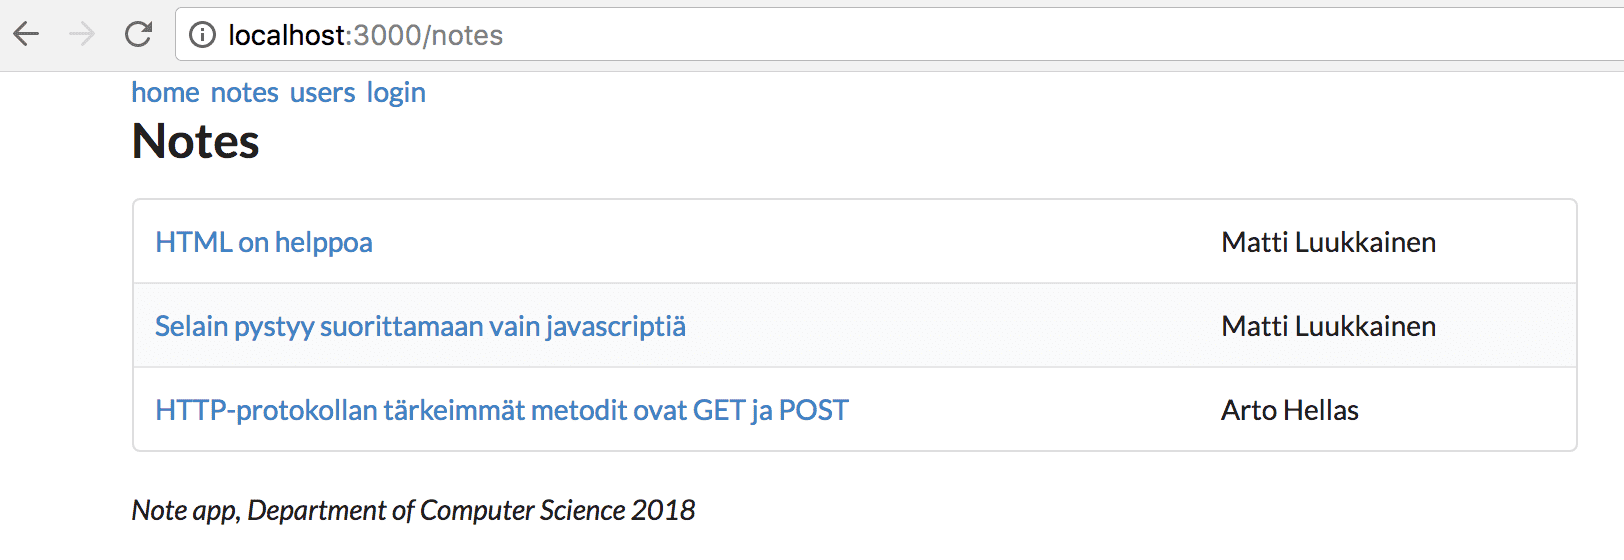 localhost:3000/notes
home notes users login
Notes
HTML on helppoa Matti Luukkainen
Selain pystyy suorittamaan vain javascriptiä Matti Luukkainen
HTTP-protokollan tärkeimmät metodit ovat GET ja POST Arto Hellas
Note app, Department of Computer Science 2018